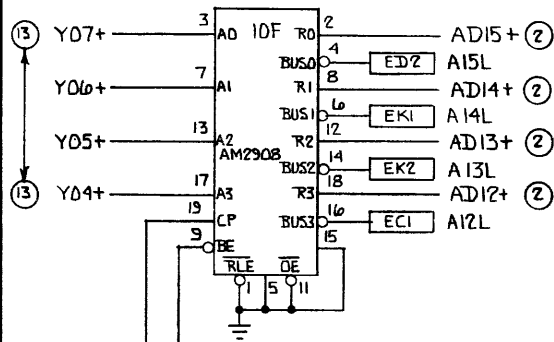 3 10F 2
13 Y07+ A0 R0 AD15+ 2
4
BUS0 ED2 A15L
7 8
Y06+ A1 R1 AD14+ 2
6
BUS1 EK1 A14L
13 12
Y05+ A2 R2 AD13+ 2
AM2908 14
BUS2 EK2 A13L
17 18
13 Y04+ A3 R3 AD12+ 2
19 16
CP BUS3 EC1 A12L
9 15
BE
RLE OE
1 5 11